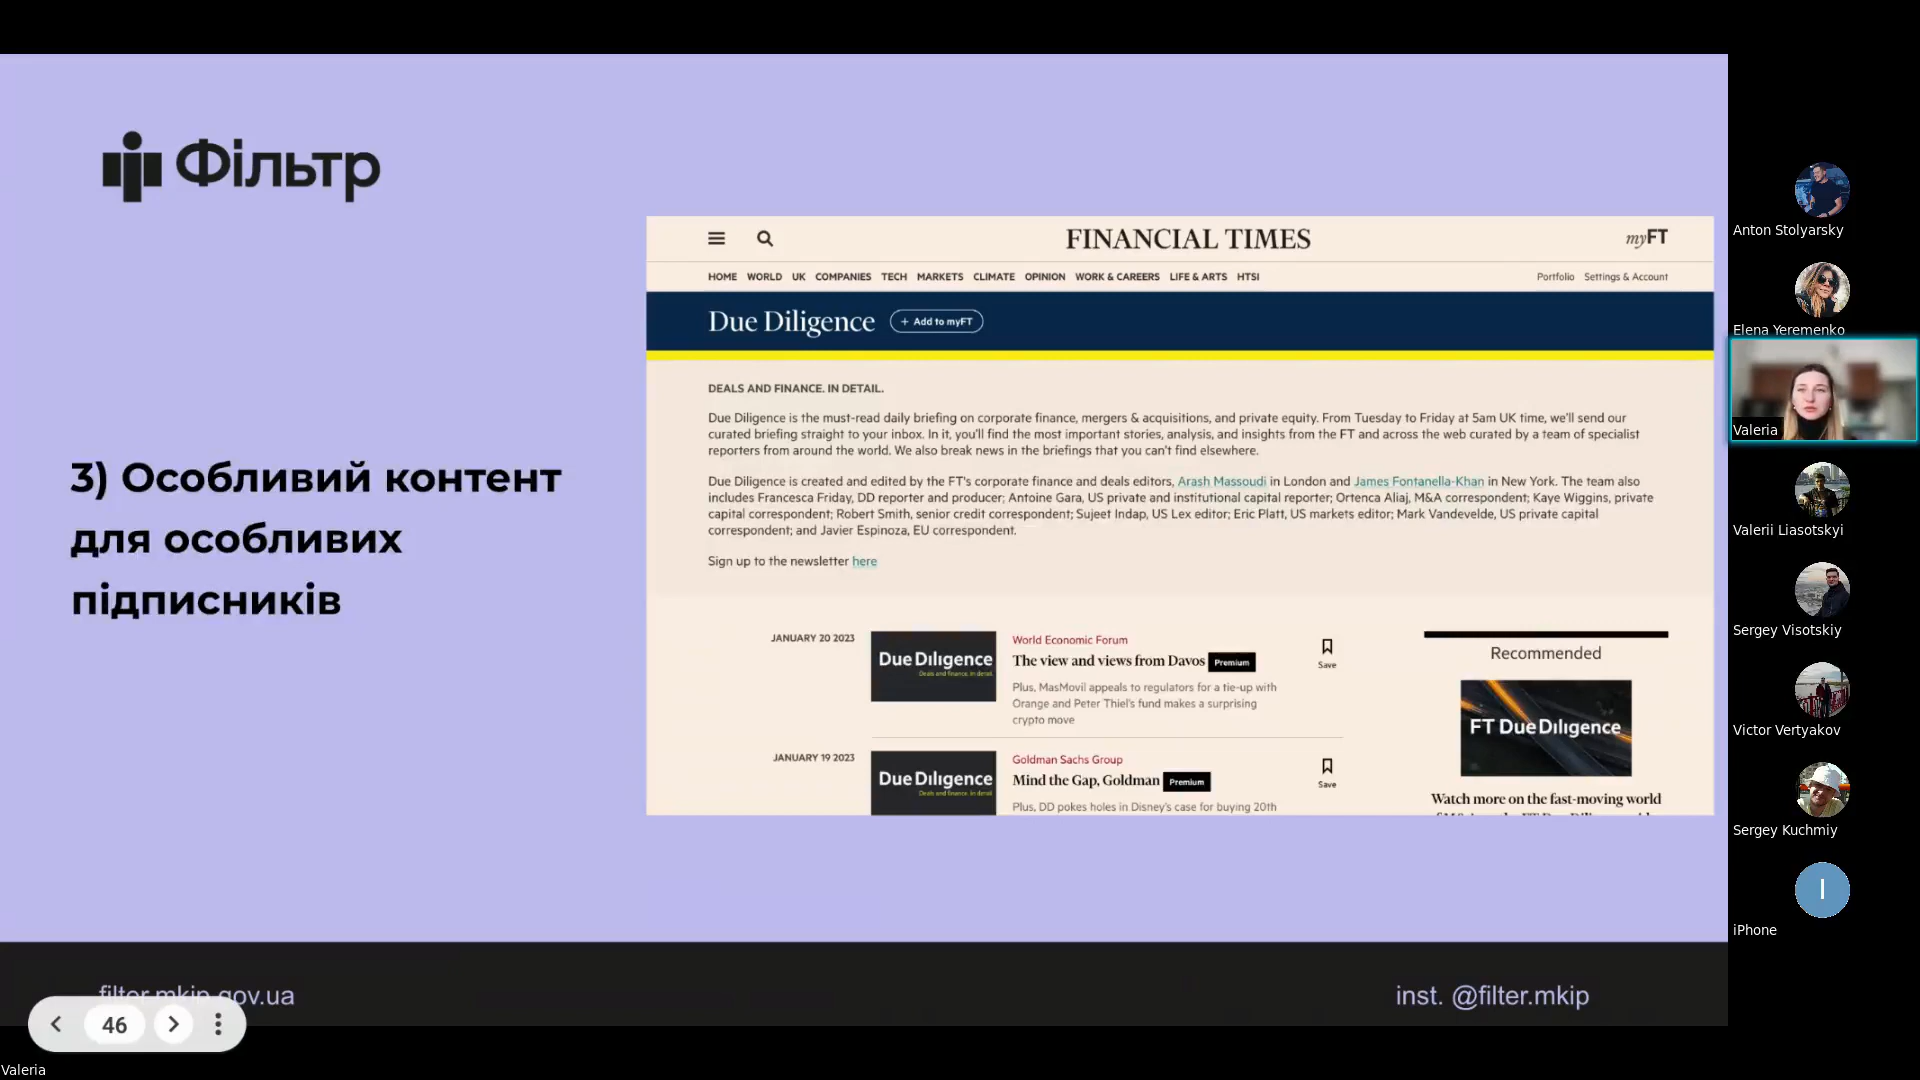 Фільтр
3) Особливий контент
для особливих
підписників
FINANCIAL TIMES
myFT
HOME WORLD UK COMPANIES TECH MARKETS CLIMATE OPINION WORK & CAREERS LIFE & ARTS HTSI
Portfolio Settings & Account
Due Diligence + Add to myFT
DEALS AND FINANCE. IN DETAIL.
Due Diligence is the must-read daily briefing on corporate finance, mergers & acquisitions, and private equity. From Tuesday to Friday at 5am UK time, we'll send our
curated briefing straight to your inbox. In it, you'll find the most important stories, analysis, and insights from the FT and across the web curated by a team of specialist
reporters from around the world. We also break news in the briefings that you can't find elsewhere.
Due Diligence is created and edited by the FT's corporate finance and deals editors, Arash Massoudi in London and James Fontanella-Khan in New York. The team also
includes Francesca Friday, DD reporter and producer; Antoine Gara, US private and institutional capital reporter; Ortenca Aliaj, M&A correspondent; Kaye Wiggins, private
capital correspondent; Robert Smith, senior credit correspondent; Sujeet Indap, US Lex editor; Eric Platt, US markets editor; Mark Vandevelde, US private capital
correspondent; and Javier Espinoza, EU correspondent.
Sign up to the newsletter here
JANUARY 20 2023
Due Diligence
Deals and finance. In detail.
World Economic Forum
The view and views from Davos Premium
Plus, MasMovil appeals to regulators for a tie-up with
Orange and Peter Thiel's fund makes a surprising
crypto move
Save
JANUARY 19 2023
Due Diligence
Deals and finance. In detail.
Goldman Sachs Group
Mind the Gap, Goldman Premium
Plus, DD pokes holes in Disney's case for buying 20th
Save
Recommended
FT Due Diligence
Watch more on the fast-moving world
filter.mkip.gov.ua
inst. @filter.mkip
46
Valeria
Anton Stolyarsky
Elena Yeremenko
Valeria
Valerii Liasotskyi
Sergey Visotskiy
Victor Vertyakov
Sergey Kuchmiy
I
iPhone